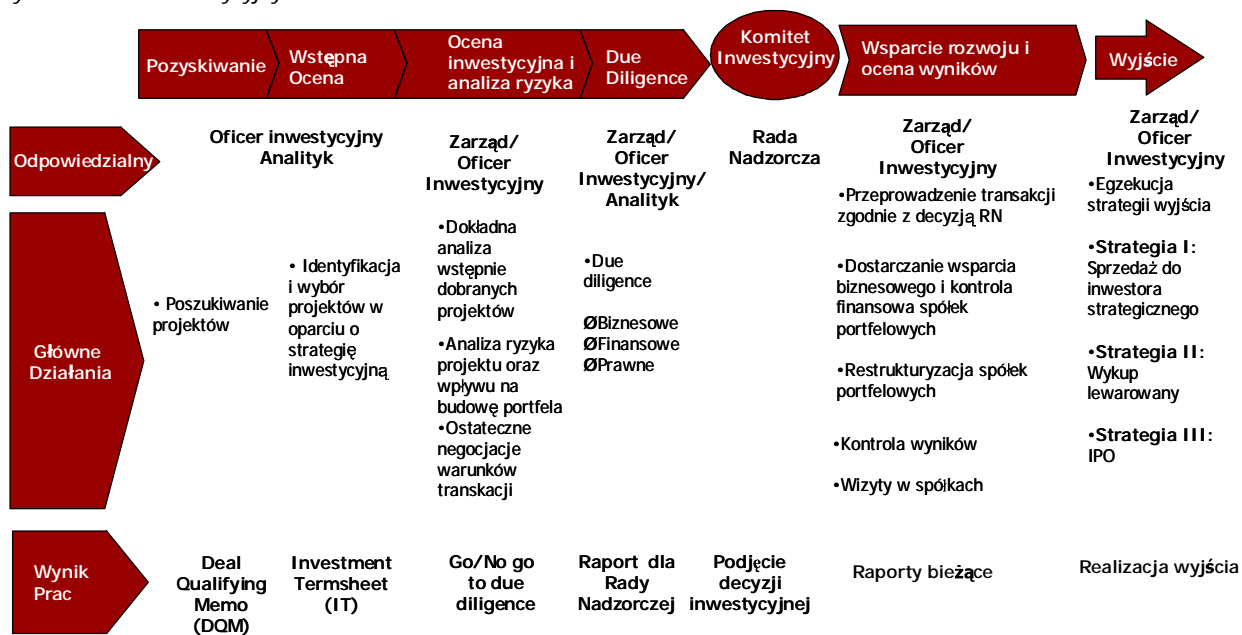 Pozyskiwanie
Wstępna
Ocena
Ocena
inwestycyjna i
analiza ryzyka
Due
Diligence
Komitet
Inwestycyjny
Wsparcie rozwoju i
ocena wyników
Wyjście
Odpowiedzialny
Oficer inwestycyjny
Analityk
Zarząd/
Oficer
Inwestycyjny
Zarząd/
Oficer
Inwestycyjny/
Analityk
Rada
Nadzorcza
Zarząd/
Oficer
Inwestycyjny
Zarząd/
Oficer
Inwestycyjny
Główne
Działania
• Poszukiwanie
projektów
• Identyfikacja
i wybór
projektów w
oparciu o
strategię
inwestycyjną
•Dokładna
analiza
wstępnie
dobranych
projektów
•Analiza ryzyka
projektu oraz
wpływu na
budowę portfela
•Ostateczne
negocjacje
warunków
transkacji
•Due
diligence
ØBiznesowe
ØFinansowe
ØPrawne
•Przeprowadzenie transakcji
zgodnie z decyzją RN
•Dostarczanie wsparcia
biznesowego i kontrola
finansowa spółek
portfelowych
•Restrukturyzacja spółek
portfelowych
•Kontrola wyników
•Wizyty w spółkach
•Egzekucja
strategii wyjścia
•Strategia I:
Sprzedaż do
inwestora
strategicznego
•Strategia II:
Wykup
lewarowany
•Strategia III:
IPO
Wynik
Prac
Deal
Qualifying
Memo
(DQM)
Investment
Termsheet
(IT)
Go/No go
to due
diligence
Raport dla
Rady
Nadzorczej
Podjęcie
decyzji
inwestycyjnej
Raporty bieżące
Realizacja wyjścia